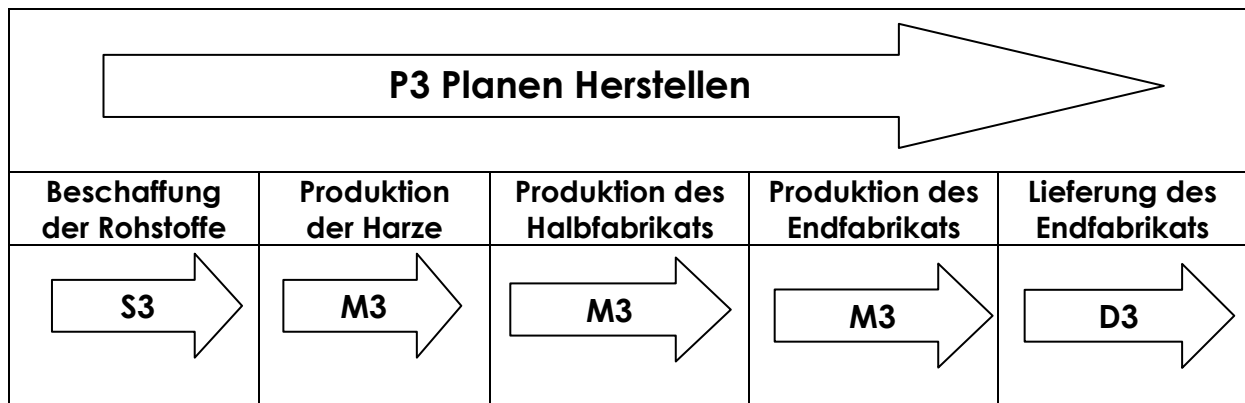 P3 Planen Herstellen
Beschaffung
der Rohstoffe
Produktion
der Harze
Produktion des
Halbfabrikats
Produktion des
Endfabrikats
Lieferung des
Endfabrikats
S3
M3
M3
M3
D3